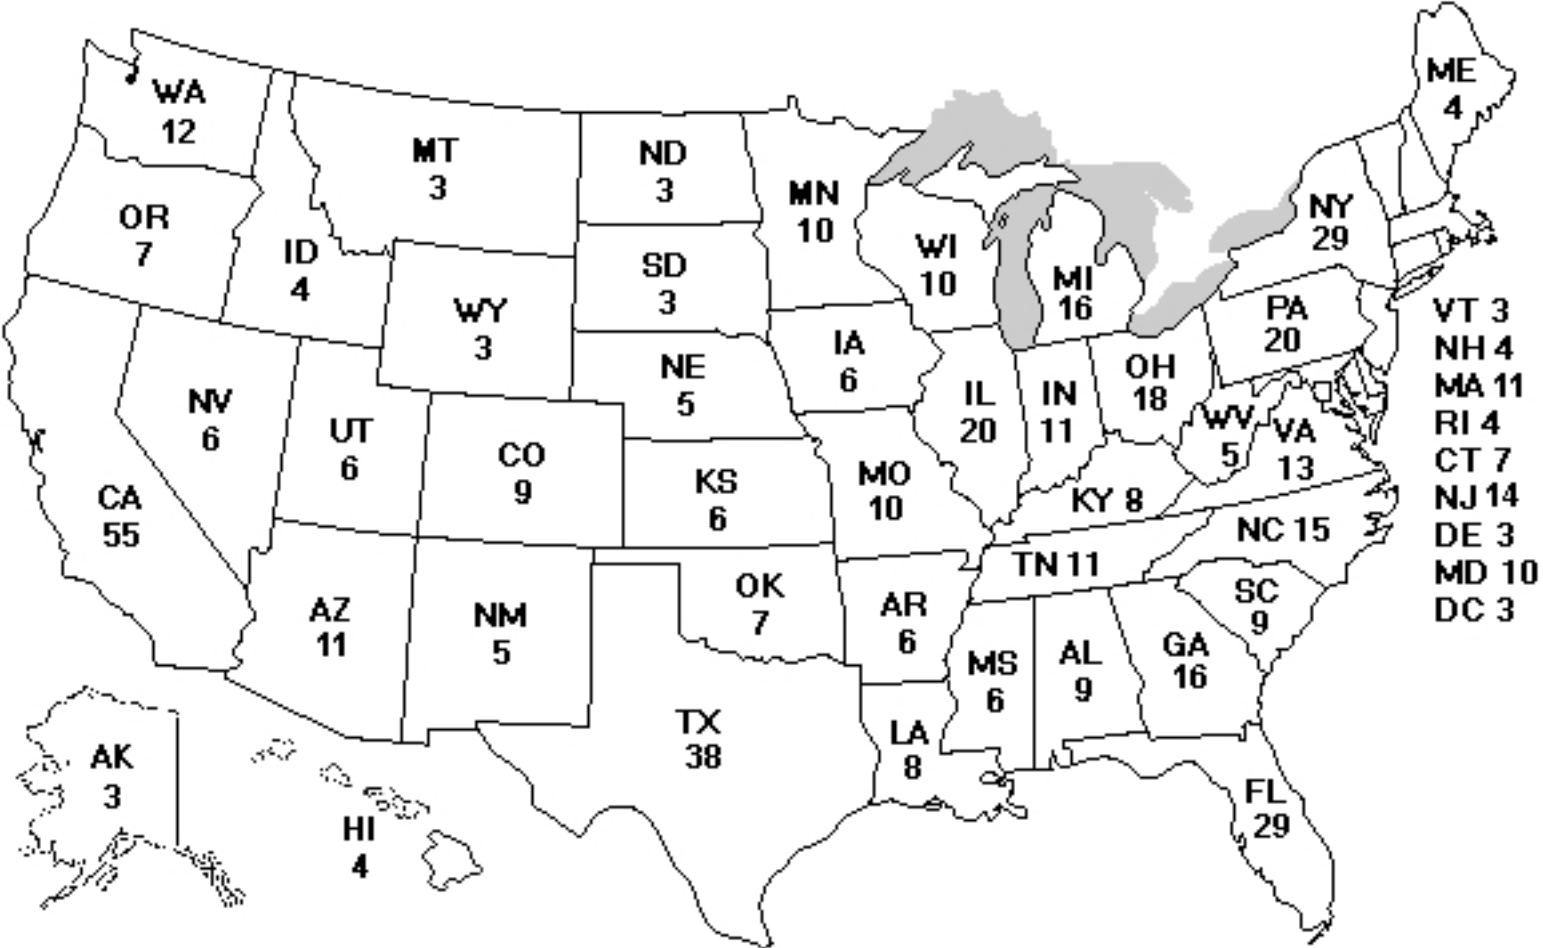 WA
12
OR
7
CA
55
ID
4
NV
6
MT
3
WY
3
UT
6
AZ
11
CO
9
NM
5
ND
3
SD
3
NE
5
KS
6
OK
7
TX
38
MN
10
IA
6
MO
10
AR
6
LA
8
WI
10
IL
20
MI
16
IN
11
OH
18
KY 8
TN 11
MS
6
AL
9
GA
16
FL
29
SC
9
NC 15
VA
13
WV
5
PA
20
NY
29
ME
4
VT 3
NH 4
MA 11
RI 4
CT 7
NJ 14
DE 3
MD 10
DC 3
AK
3
HI
4